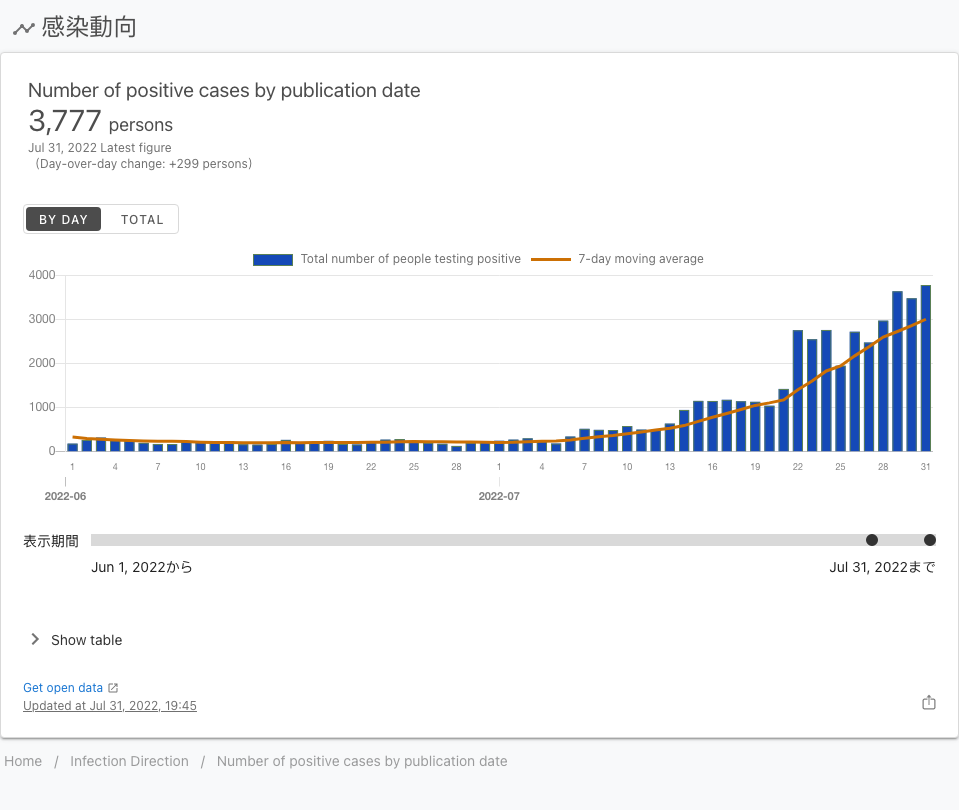 感染動向
Number of positive cases by publication date
3,777 persons
Jul 31, 2022 Latest figure
(Day-over-day change: +299 persons)
BY DAY TOTAL
Total number of people testing positive 7-day moving average
4000
3000
2000
1000
0
1 4 7 10 13 16 19 22 25 28 1 4 7 10 13 16 19 22 25 28 31
2022-06 2022-07
表示期間
Jun 1, 2022から Jul 31, 2022まで
Show table
Get open data
Updated at Jul 31, 2022, 19:45
Home / Infection Direction / Number of positive cases by publication date